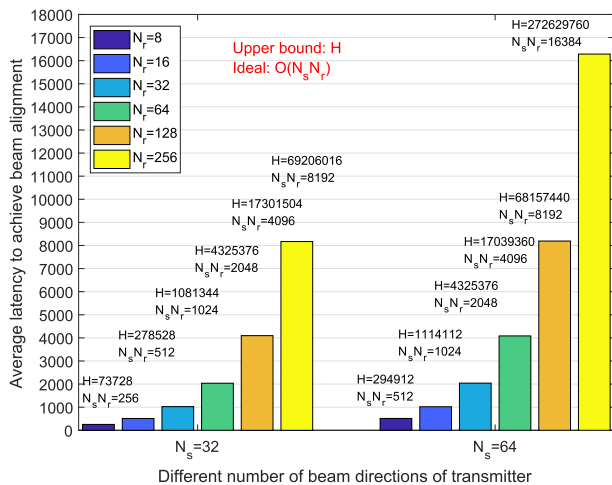 Average latency to achieve beam alignment
18000
17000
16000
15000
14000
13000
12000
11000
10000
9000
8000
7000
6000
5000
4000
3000
2000
1000
0
N_r=8
N_r=16
N_r=32
N_r=64
N_r=128
N_r=256
Upper bound: H
Ideal: O(N_sN_r)
H=73728
N_sN_r=256
H=278528
N_sN_r=512
H=1081344
N_sN_r=1024
H=4325376
N_sN_r=2048
H=17301504
N_sN_r=4096
H=69206016
N_sN_r=8192
H=294912
N_sN_r=512
H=1114112
N_sN_r=1024
H=4325376
N_sN_r=2048
H=17039360
N_sN_r=4096
H=68157440
N_sN_r=8192
H=272629760
N_sN_r=16384
N_s=32
N_s=64
Different number of beam directions of transmitter